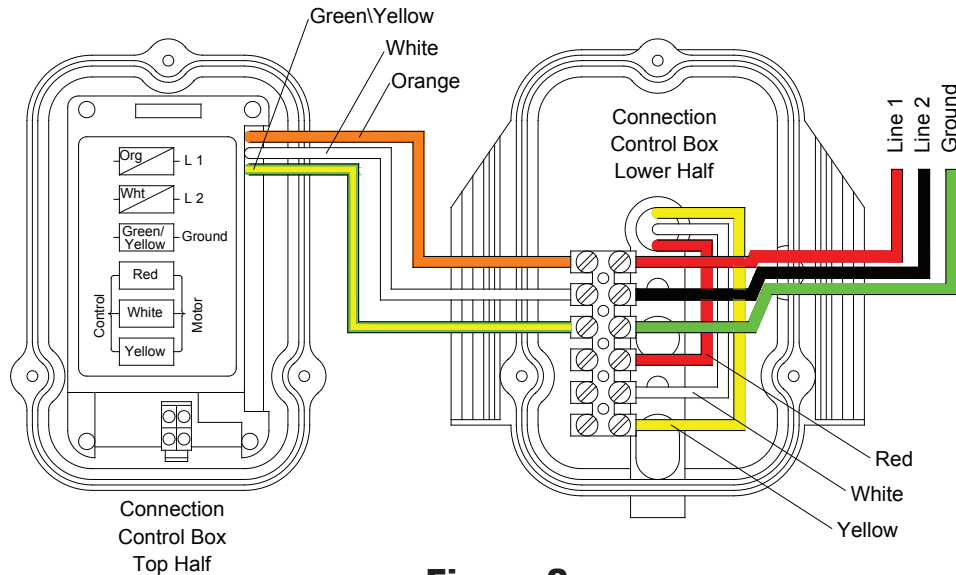 Green\Yellow
White
Orange
Org
L 1
Wht
L 2
Green/
Yellow
Ground
Control
Red
White
Yellow
Motor
Connection
Control Box
Top Half
Connection
Control Box
Lower Half
Line 1
Line 2
Ground
Red
White
Yellow